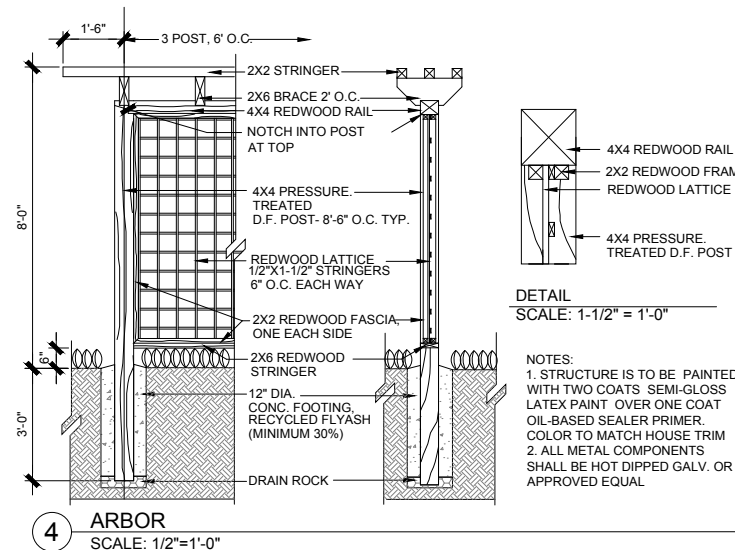 1'-6"
3 POST, 6' O.C.
2X2 STRINGER
2X6 BRACE 2' O.C.
4X4 REDWOOD RAIL
NOTCH INTO POST
AT TOP
4X4 PRESSURE.
TREATED
D.F. POST- 8'-6" O.C. TYP.
8'-0"
REDWOOD LATTICE
1/2"X1-1/2" STRINGERS
6" O.C. EACH WAY
2X2 REDWOOD FASCIA,
ONE EACH SIDE
6"
2X6 REDWOOD
STRINGER
12" DIA.
CONC. FOOTING,
RECYCLED FLYASH
(MINIMUM 30%)
3'-0"
DRAIN ROCK
4X4 REDWOOD RAIL
2X2 REDWOOD FRAM
REDWOOD LATTICE
4X4 PRESSURE.
TREATED D.F. POST
DETAIL
SCALE: 1-1/2" = 1'-0"
NOTES:
1. STRUCTURE IS TO BE PAINTED
WITH TWO COATS SEMI-GLOSS
LATEX PAINT OVER ONE COAT
OIL-BASED SEALER PRIMER.
COLOR TO MATCH HOUSE TRIM
2. ALL METAL COMPONENTS
SHALL BE HOT DIPPED GALV. OR
APPROVED EQUAL
4
ARBOR
SCALE: 1/2"=1'-0"